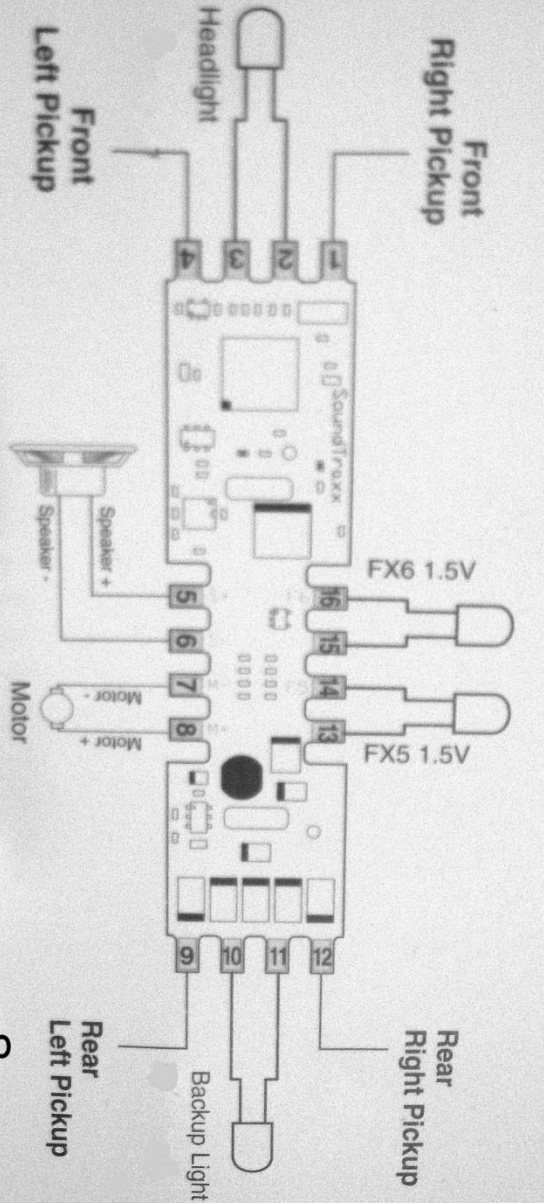 Headlight
Front
Left Pickup
Front
Right Pickup
4
3
2
1
SoundTraxx
Speaker -
Speaker +
5
6
7
8
Motor -
Motor +
Motor
FX6 1.5V
16
15
14
13
FX5 1.5V
9
10
11
12
Rear
Left Pickup
Backup Light
Rear
Right Pickup